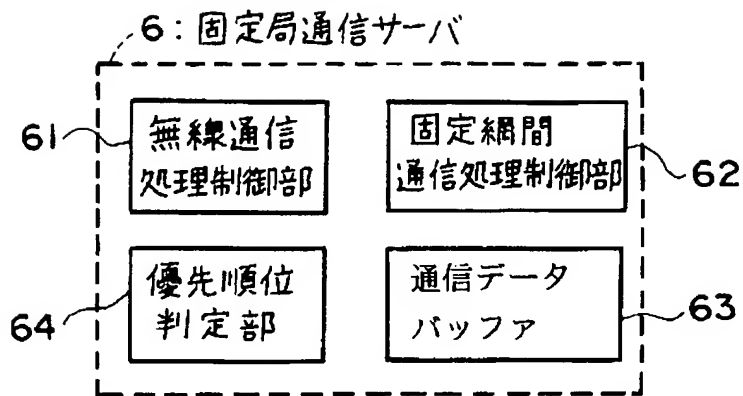 6：固定局通信サーバ
61
無線通信
処理制御部
固定網間
通信処理制御部
62
64
優先順位
判定部
通信データ
バッファ
63